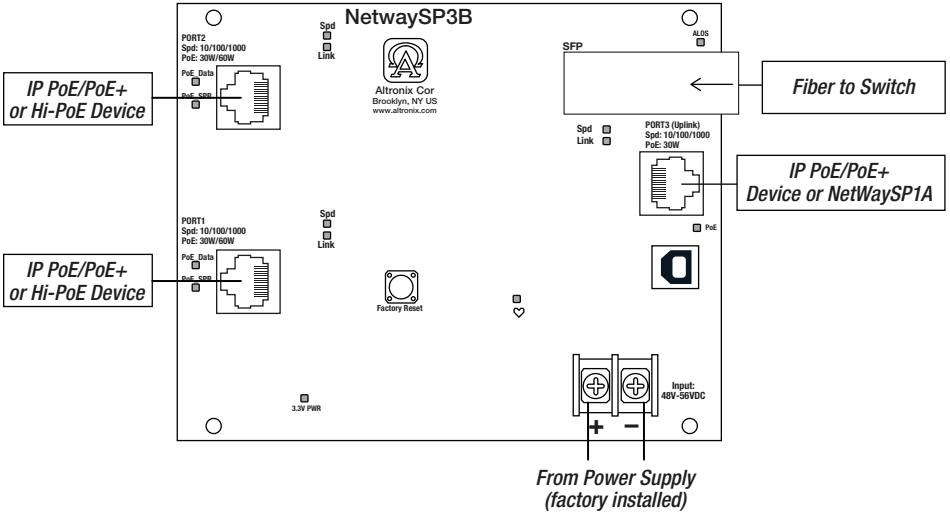 NetwaySP3B
PORT2
Spd: 10/100/1000
PoE: 30W/60W
PoE_Data
PoE_SPR
Spd
Link
Altronix Cor
Brooklyn, NY US
www.altronix.com
ALOS
SFP
Fiber to Switch
IP PoE/PoE+
or Hi-PoE Device
Spd
Link
PORT3 (Uplink)
Spd: 10/100/1000
PoE: 30W
IP PoE/PoE+
Device or NetWaySP1A
PoE
PORT1
Spd: 10/100/1000
PoE: 30W/60W
PoE_Data
PoE_SPR
Spd
Link
IP PoE/PoE+
or Hi-PoE Device
Factory Reset
3.3V PWR
Input:
48V-56VDC
+ –
From Power Supply
(factory installed)